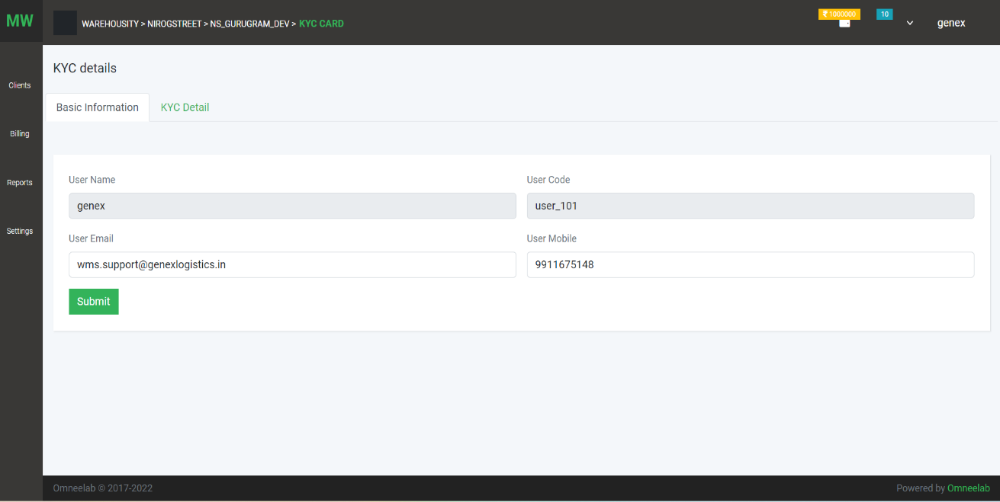 MW
WAREHOUSITY > NIROGSTREET > NS_GURUGRAM_DEV > KYC CARD
₹ 1000000
10
genex
Clients
Billing
Reports
Settings
KYC details
Basic Information KYC Detail
User Name User Code
genex user_101
User Email User Mobile
wms.support@genexlogistics.in 9911675148
Submit
Omneelab © 2017-2022 Powered by Omneelab